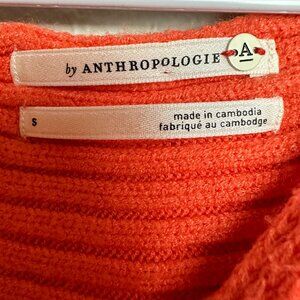 by ANTHROPOLOGIE
A
S
made in cambodia
fabriqué au cambodge